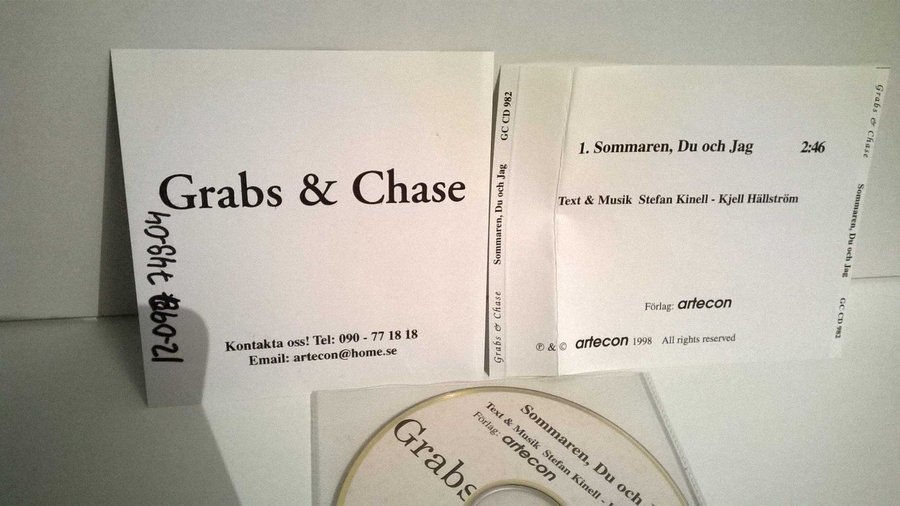 Grabs & Chase
Kontakta oss! Tel: 090 - 77 18 18
Email: artecon@home.se
Grabs & Chase Sommaren, Du och Jag GC CD 982
1. Sommaren, Du och Jag 2:46
Text & Musik Stefan Kinell - Kjell Hällström
Förlag: artecon
℗ & © artecon 1998 All rights reserved
Grabs & Chase Sommaren, Du och Jag GC CD 982
Grabs
Sommaren, Du och J
Text & Musik Stefan Kinell -
Förlag: artecon